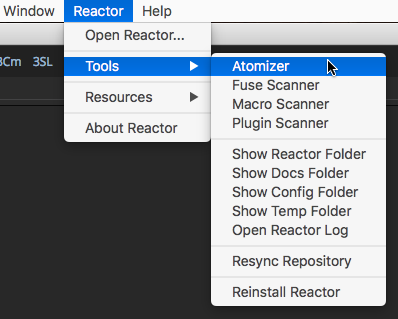 Window Reactor Help
3Cm 3SL
Open Reactor...
Tools
Resources
About Reactor
Atomizer
Fuse Scanner
Macro Scanner
Plugin Scanner
Show Reactor Folder
Show Docs Folder
Show Config Folder
Show Temp Folder
Open Reactor Log
Resync Repository
Reinstall Reactor